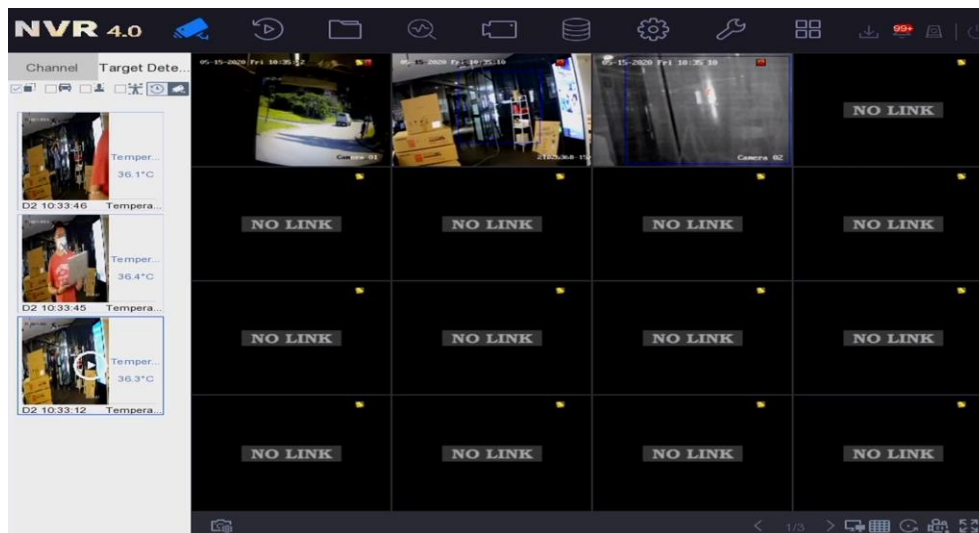 NVR 4.0
99+
Channel
Target Dete...
Temper...
36.1°C
D2 10:33:46 Tempera...
Temper...
36.4°C
D2 10:33:45 Tempera...
Temper...
36.3°C
D2 10:33:12 Tempera...
05-15-2020 Fri 10:35:12
Camera 01
05-15-2020 Fri 10:35:10
05-15-2020 Fri 10:35:10
Camera 02
NO LINK
NO LINK
NO LINK
NO LINK
NO LINK
NO LINK
NO LINK
NO LINK
NO LINK
NO LINK
NO LINK
NO LINK
NO LINK
1/3